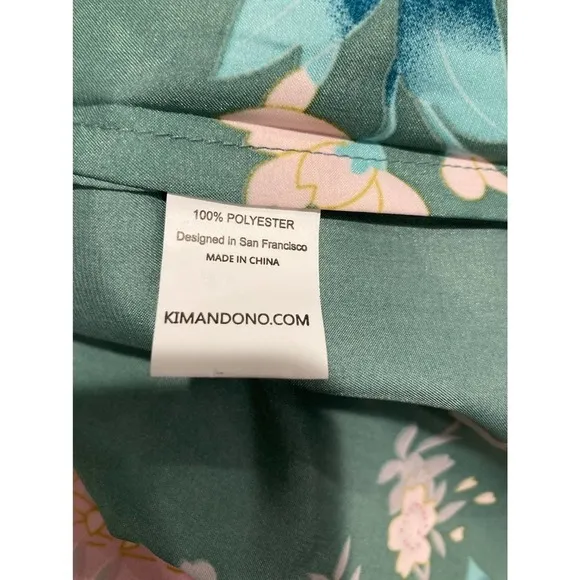 100% POLYESTER
Designed in San Francisco
MADE IN CHINA
KIMANDONO.COM